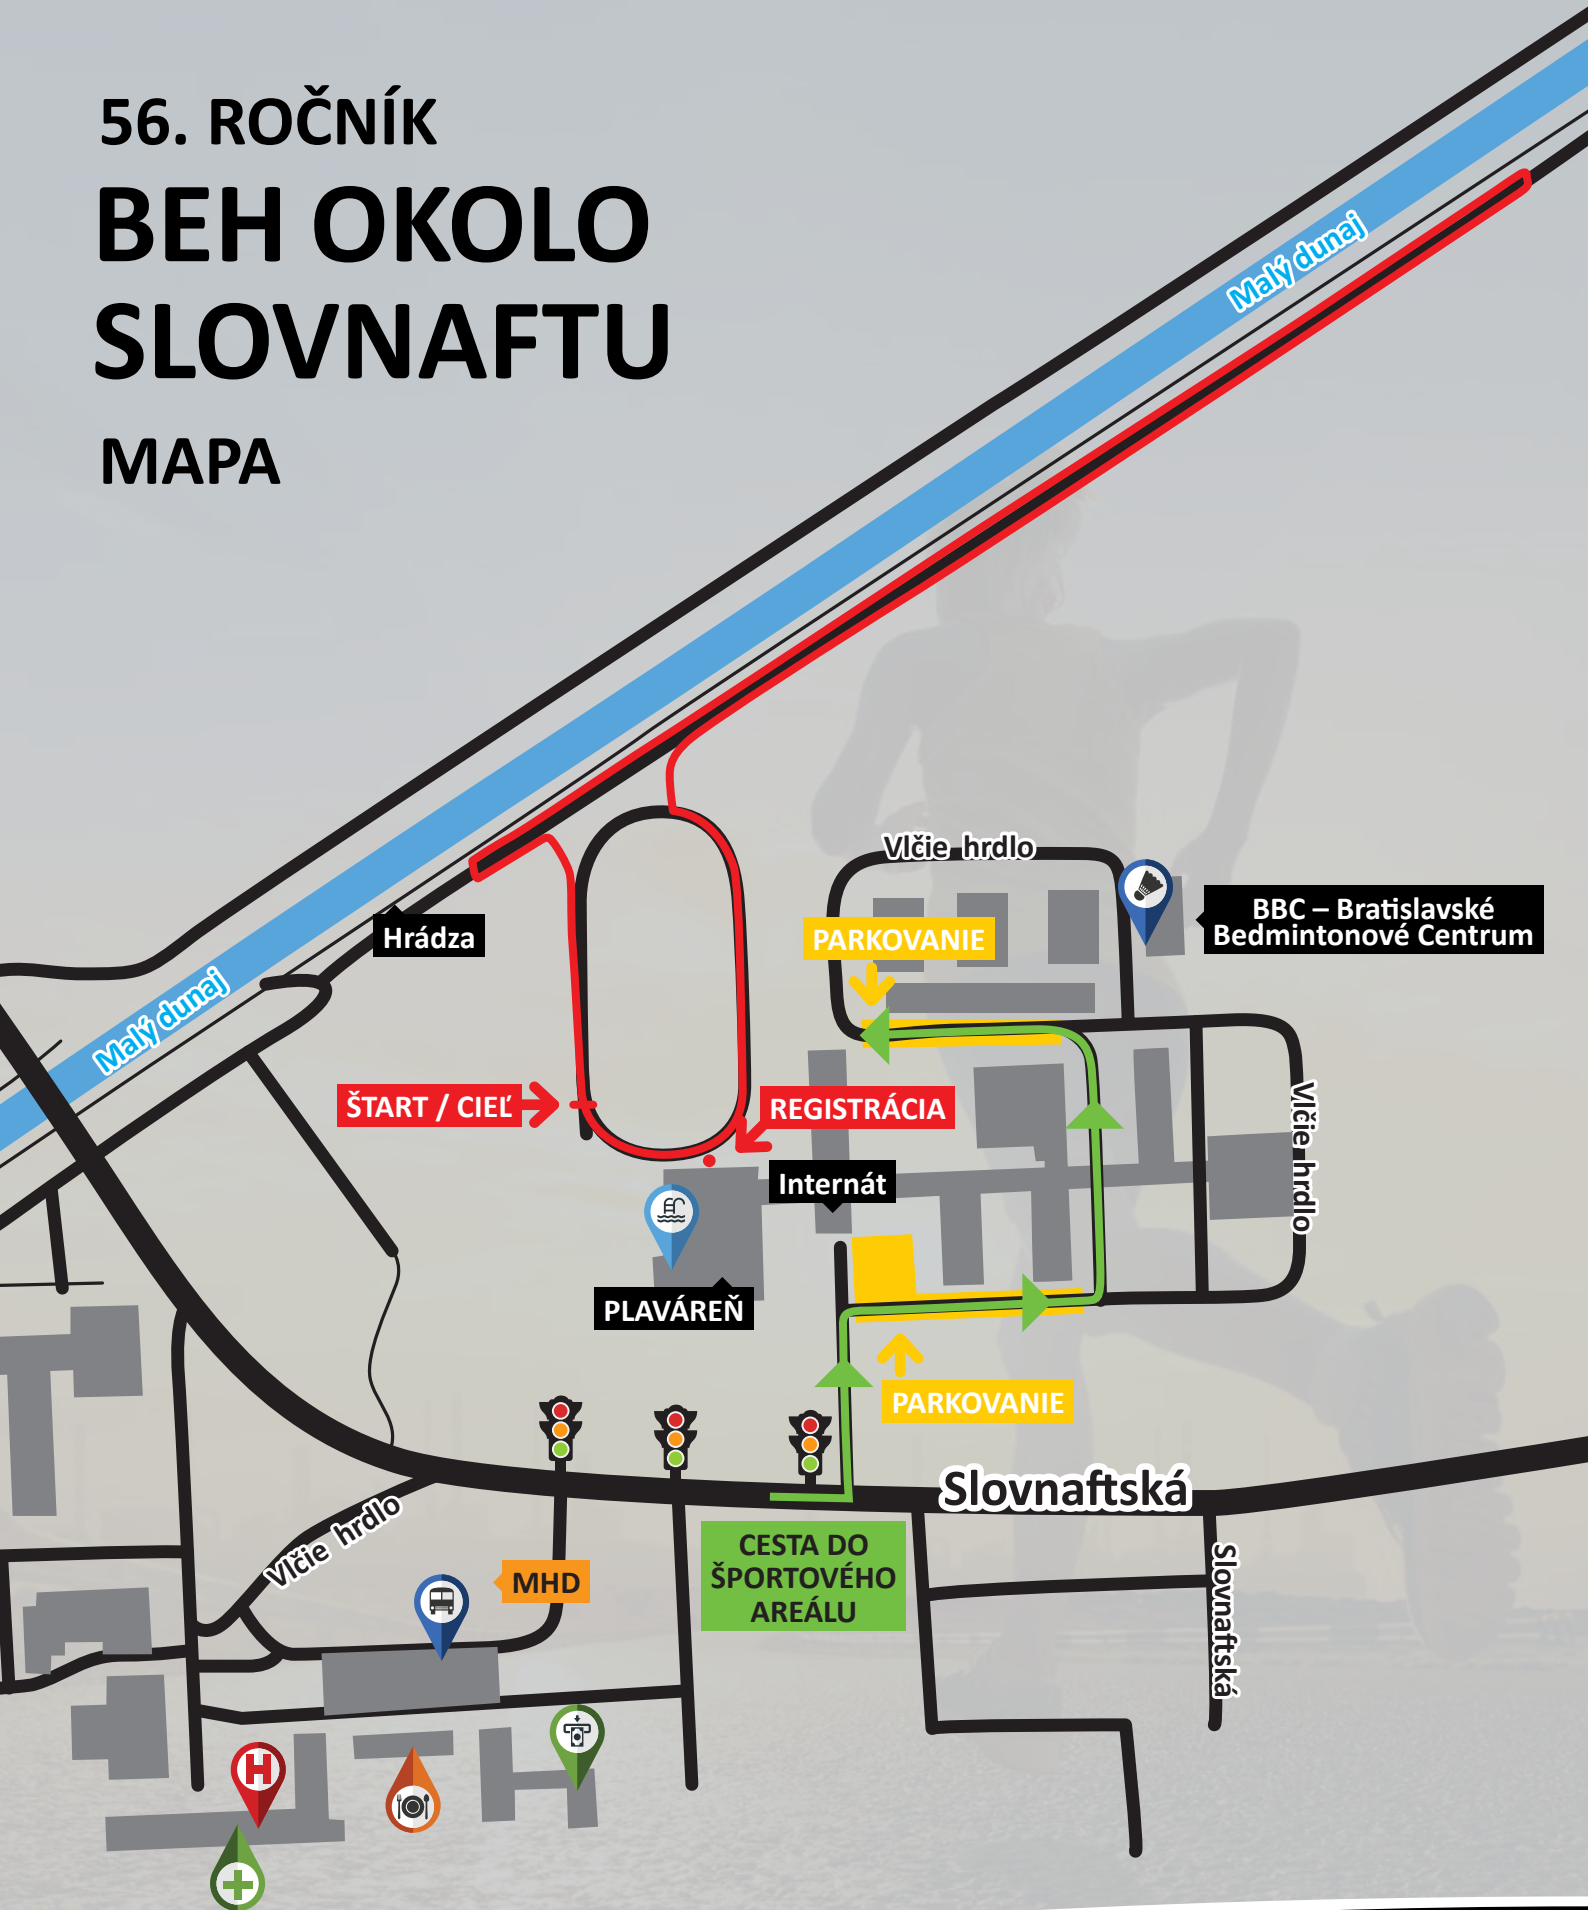 56. ROČNÍK
BEH OKOLO
SLOVNAFTU
MAPA
Malý dunaj
Vlčie hrdlo
BBC – Bratislavské
Bedmintonové Centrum
PARKOVANIE
Hrádza
Malý dunaj
ŠTART / CIEĽ
REGISTRÁCIA
Vlčie hrdlo
Internát
PLAVÁREŇ
PARKOVANIE
Slovnaftská
Vlčie hrdlo
CESTA DO
ŠPORTOVÉHO
AREÁLU
MHD
Slovnaftská
H